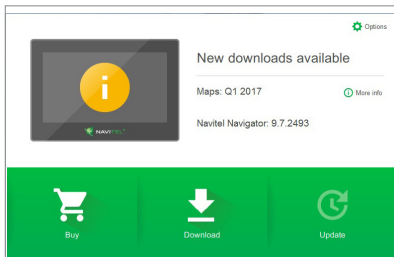 Options
New downloads available
Maps: Q1 2017
More info
NAVITEL
Navitel Navigator: 9.7.2493
Buy
Download
Update